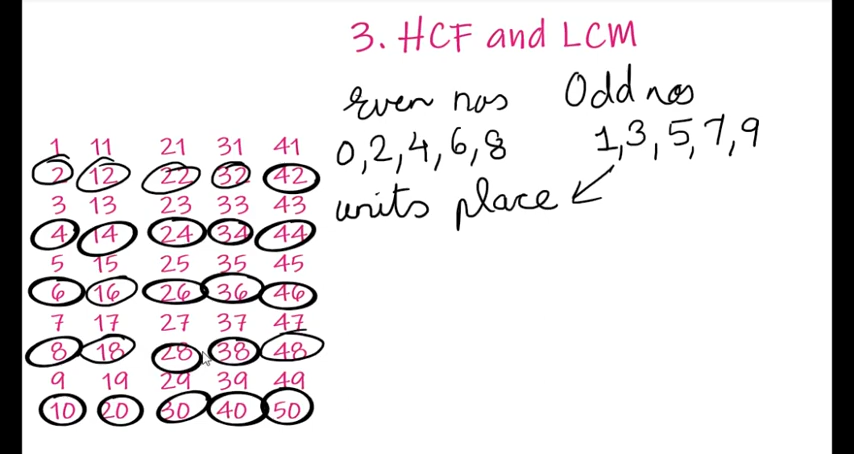 3. HCF and LCM
Even nos Odd nos
0, 2, 4, 6, 8 1, 3, 5, 7, 9
units place
1 11 21 31 41
2 12 22 32 42
3 13 23 33 43
4 14 24 34 44
5 15 25 35 45
6 16 26 36 46
7 17 27 37 47
8 18 28 38 48
9 19 29 39 49
10 20 30 40 50